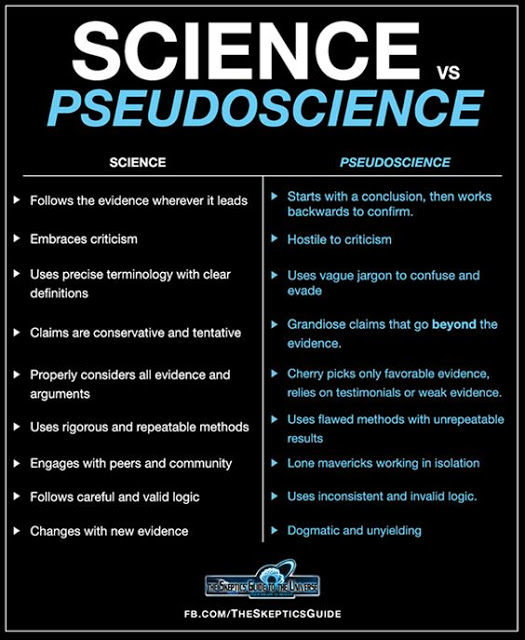 SCIENCE VS
PSEUDOSCIENCE
SCIENCE
Follows the evidence wherever it leads
Embraces criticism
Uses precise terminology with clear
definitions
Claims are conservative and tentative
Properly considers all evidence and
arguments
Uses rigorous and repeatable methods
Engages with peers and community
Follows careful and valid logic
Changes with new evidence
PSEUDOSCIENCE
Starts with a conclusion, then works
backwards to confirm.
Hostile to criticism
Uses vague jargon to confuse and
evade
Grandiose claims that go beyond the
evidence.
Cherry picks only favorable evidence,
relies on testimonials or weak evidence.
Uses flawed methods with unrepeatable
results
Lone mavericks working in isolation
Uses inconsistent and invalid logic.
Dogmatic and unyielding
THE SKEPTICS GUIDE TO THE UNIVERSE
FB.COM/THESKEPTICSGUIDE